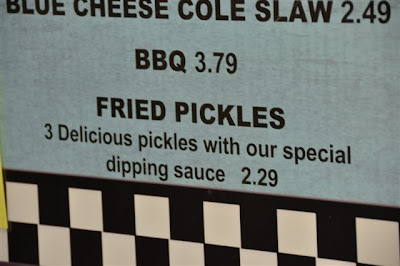 BLUE CHEESE COLE SLAW 2.49
BBQ 3.79
FRIED PICKLES
3 Delicious pickles with our special
dipping sauce 2.29